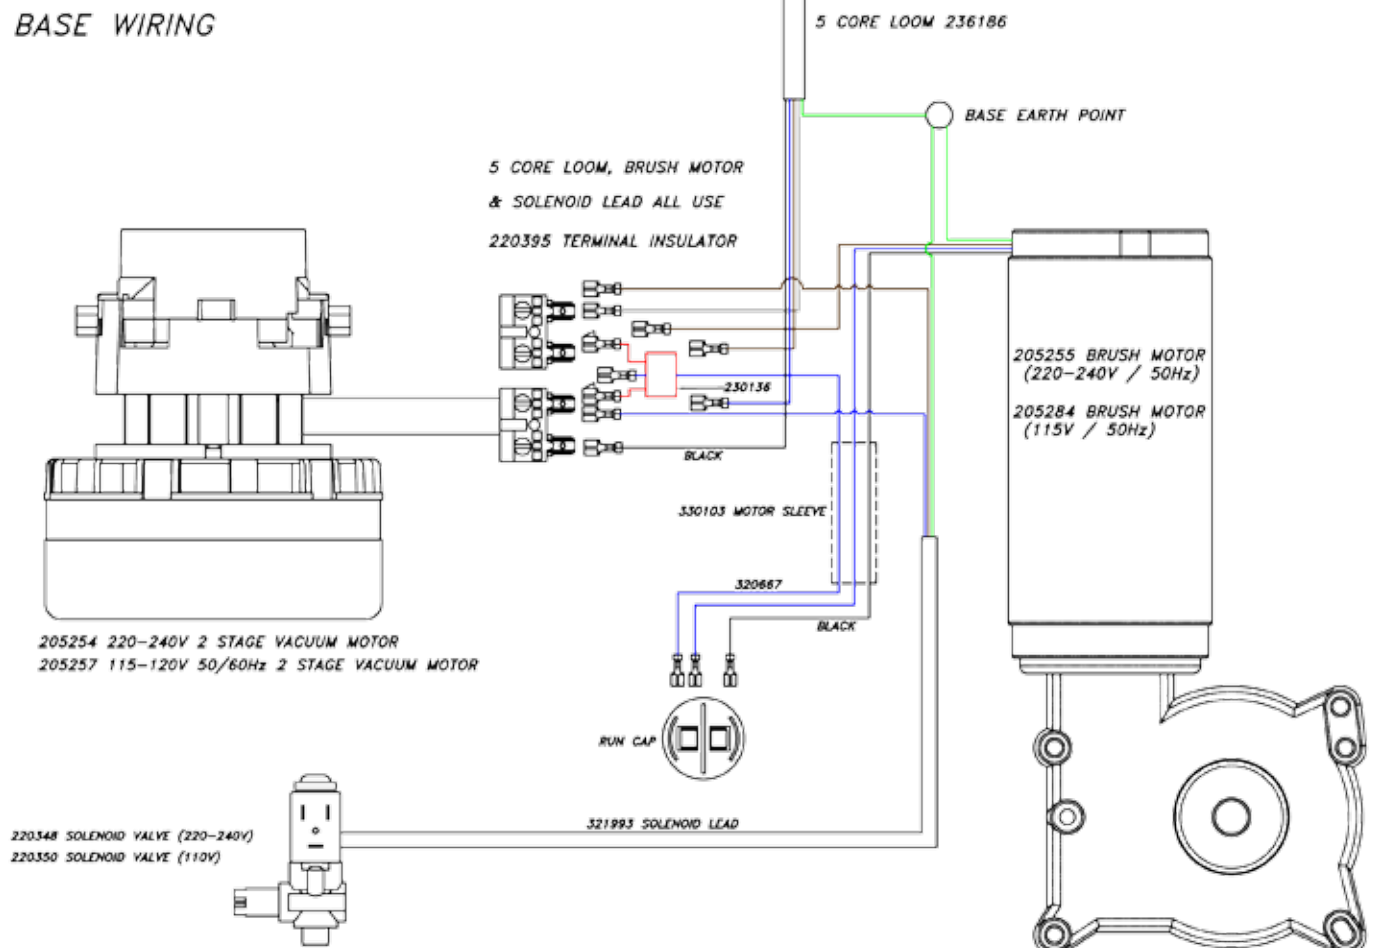 BASE WIRING
5 CORE LOOM 236186
BASE EARTH POINT
5 CORE LOOM, BRUSH MOTOR
& SOLENOID LEAD ALL USE
220395 TERMINAL INSULATOR
205255 BRUSH MOTOR
(220-240V / 50Hz)
205284 BRUSH MOTOR
(115V / 50Hz)
230136
BLACK
330103 MOTOR SLEEVE
320667
BLACK
205254 220-240V 2 STAGE VACUUM MOTOR
205257 115-120V 50/60Hz 2 STAGE VACUUM MOTOR
RUN CAP
321993 SOLENOID LEAD
220348 SOLENOID VALVE (220-240V)
220350 SOLENOID VALVE (110V)